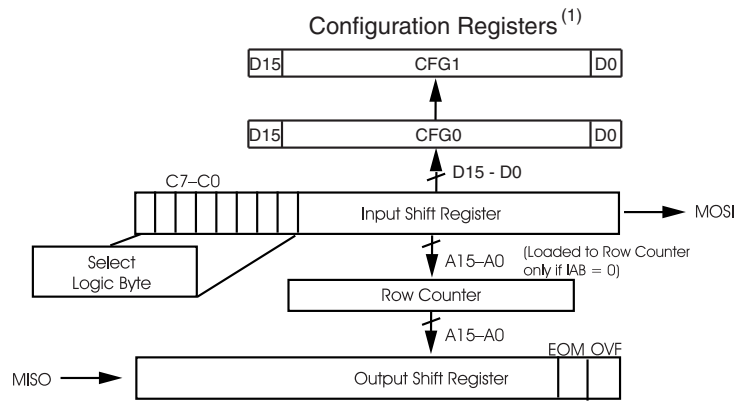 Configuration Registers (1)
D15 CFG1 D0
D15 CFG0 D0
D15 - D0
C7–C0
Input Shift Register
MOSI
Select
Logic Byte
A15–A0
(Loaded to Row Counter
only if IAB = 0)
Row Counter
A15–A0
EOM OVF
MISO
Output Shift Register